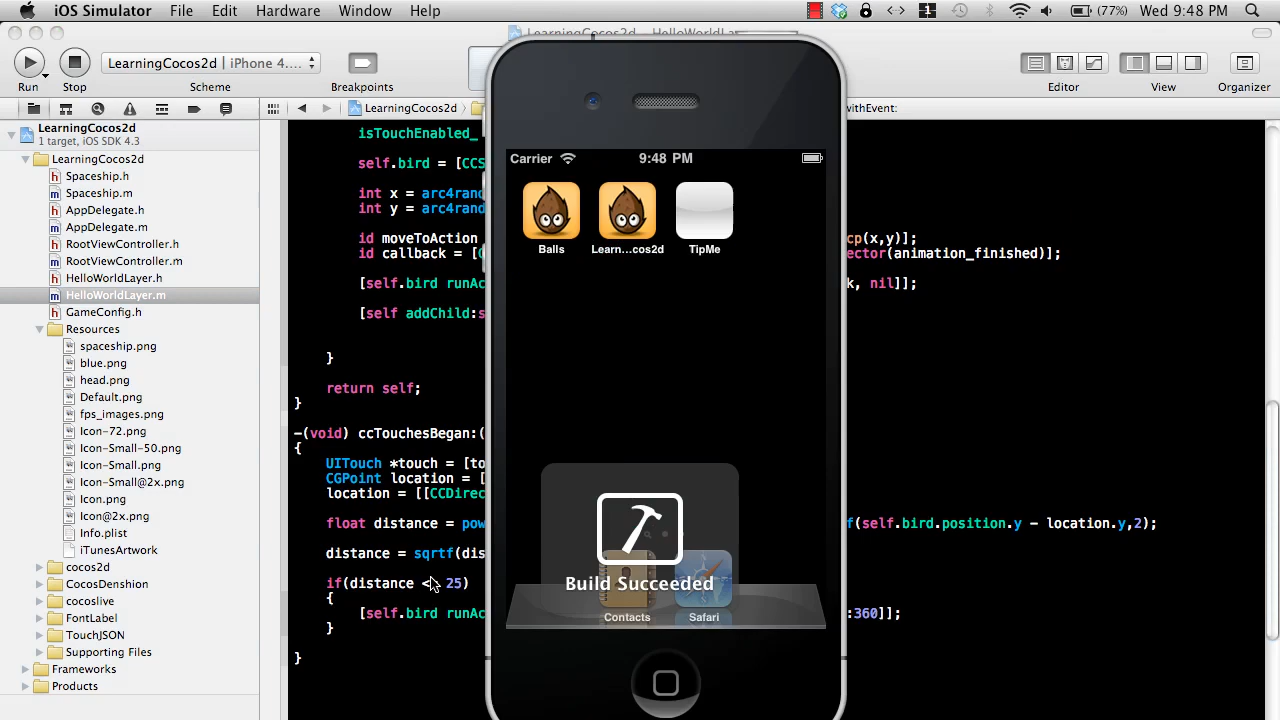 iOS Simulator File Edit Hardware Window Help 1 (77%) Wed 9:48 PM
LearningCocos2d HelloWorldLayer.m
LearningCocos2d | iPhone 4....
Run Stop Scheme Breakpoints Editor View Organizer
LearningCocos2d withEvent:
LearningCocos2d
1 target, iOS SDK 4.3
LearningCocos2d
Spaceship.h
Spaceship.m
AppDelegate.h
AppDelegate.m
RootViewController.h
RootViewController.m
HelloWorldLayer.h
HelloWorldLayer.m
GameConfig.h
Resources
spaceship.png
blue.png
head.png
Default.png
fps_images.png
Icon-72.png
Icon-Small-50.png
Icon-Small.png
Icon-Small@2x.png
Icon.png
Icon@2x.png
Info.plist
iTunesArtwork
cocos2d
CocosDenshion
cocoslive
FontLabel
TouchJSON
Supporting Files
Frameworks
Products
isTouchEnabled_
self.bird = [CCS
int x = arc4rand
int y = arc4rand
id moveToAction cp(x,y)];
id callback = [C ector(animation_finished)];
[self.bird runAc k, nil]];
[self addChild:s
}
return self;
}
-(void) ccTouchesBegan:(
{
UITouch *touch = [to
CGPoint location = [
location = [[CCDirec
float distance = pow f(self.bird.position.y - location.y,2);
distance = sqrtf(dis
if(distance < 25)
{
[self.bird runAc :360]];
}
}
Carrier 9:48 PM
Balls Learn...cos2d TipMe
Build Succeeded
Contacts Safari